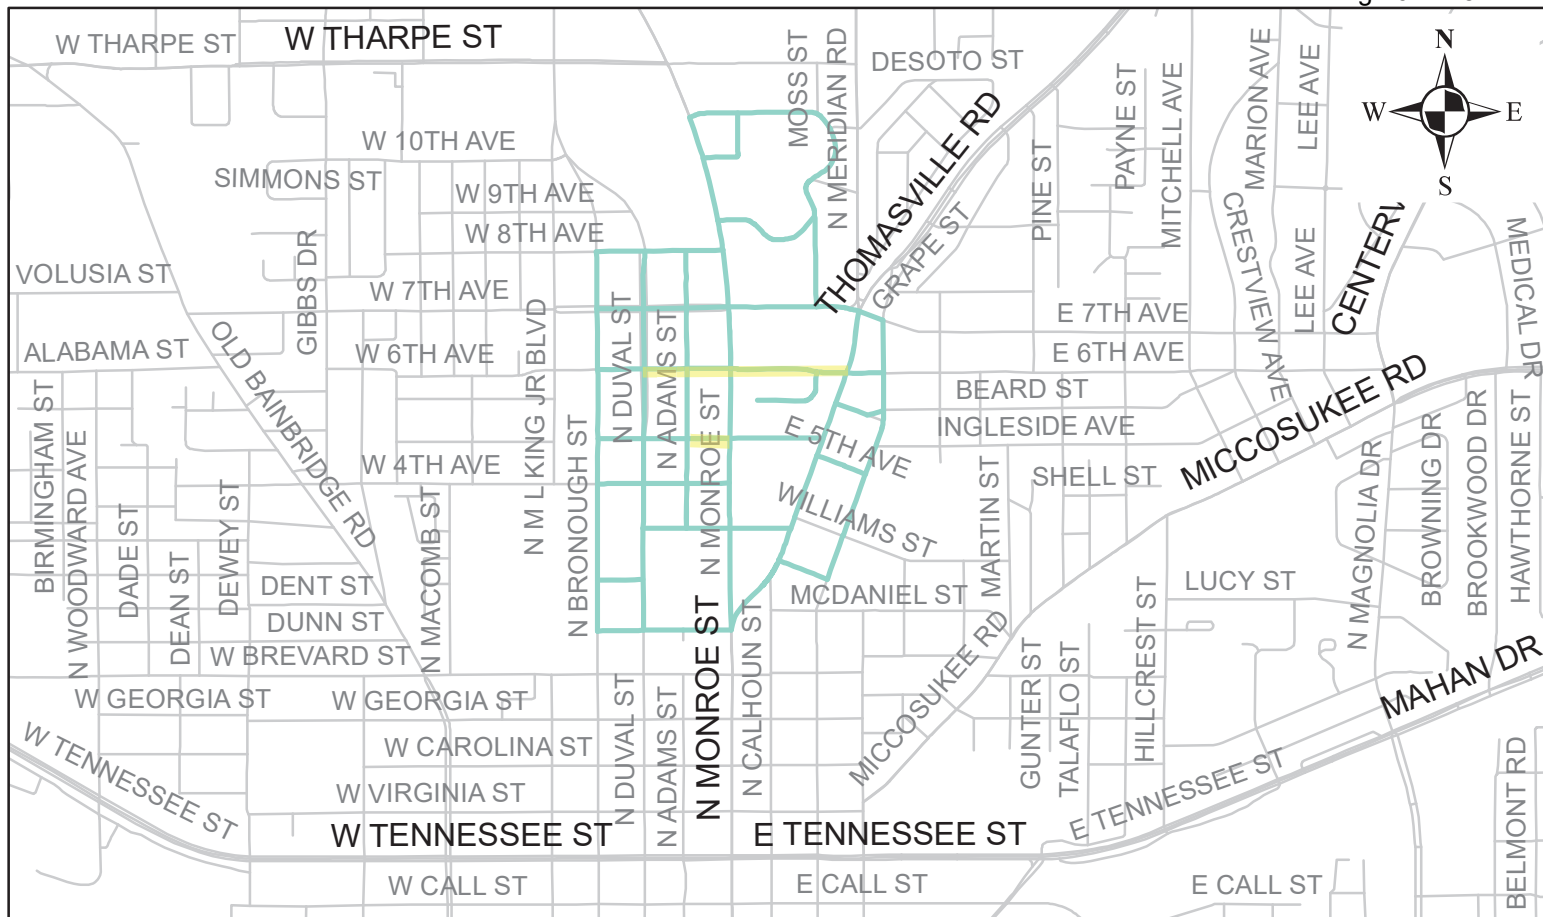 W THARPE ST
W THARPE ST
MOSS ST
N MERIDIAN RD
DESOTO ST
PAYNE ST
MITCHELL AVE
MARION AVE
LEE AVE
N
W
E
S
W 10TH AVE
SIMMONS ST
W 9TH AVE
W 8TH AVE
THOMASVILLE RD
GRAPE ST
PINE ST
CRESTVIEW AVE
LEE AVE
CENTERV
MEDICAL DR
VOLUSIA ST
GIBBS DR
W 7TH AVE
E 7TH AVE
ALABAMA ST
OLD BAINBRIDGE RD
W 6TH AVE
N M L KING JR BLVD
N DUVAL ST
N ADAMS ST
E 6TH AVE
BEARD ST
INGLESIDE AVE
MICCOSUKEE RD
BIRMINGHAM ST
N WOODWARD AVE
DADE ST
DEAN ST
DEWEY ST
W 4TH AVE
N MACOMB ST
N BRONOUGH ST
N MONROE ST
E 5TH AVE
WILLIAMS ST
MARTIN ST
SHELL ST
N MAGNOLIA DR
BROWNING DR
BROOKWOOD DR
HAWTHORNE ST
DENT ST
DUNN ST
W BREVARD ST
MCDANIEL ST
LUCY ST
W GEORGIA ST
W GEORGIA ST
N DUVAL ST
N ADAMS ST
N MONROE ST
N CALHOUN ST
MICCOSUKEE RD
GUNTER ST
TALAFLO ST
HILLCREST ST
MAHAN DR
W TENNESSEE ST
W CAROLINA ST
W VIRGINIA ST
W TENNESSEE ST
E TENNESSEE ST
E TENNESSEE ST
BELMONT RD
W CALL ST
E CALL ST
E CALL ST